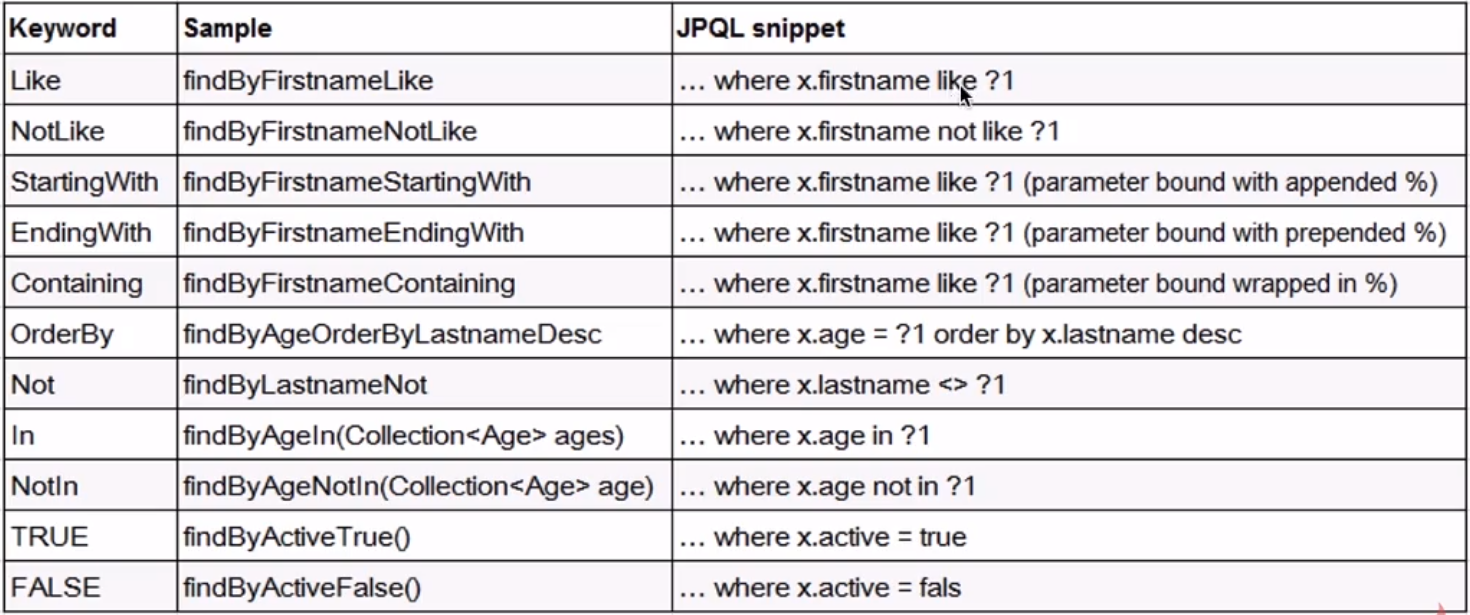 Keyword Sample JPQL snippet
Like findByFirstnameLike … where x.firstname like ?1
NotLike findByFirstnameNotLike … where x.firstname not like ?1
StartingWith findByFirstnameStartingWith … where x.firstname like ?1 (parameter bound with appended %)
EndingWith findByFirstnameEndingWith … where x.firstname like ?1 (parameter bound with prepended %)
Containing findByFirstnameContaining … where x.firstname like ?1 (parameter bound wrapped in %)
OrderBy findByAgeOrderByLastnameDesc … where x.age = ?1 order by x.lastname desc
Not findByLastnameNot … where x.lastname <> ?1
In findByAgeIn(Collection<Age> ages) … where x.age in ?1
NotIn findByAgeNotIn(Collection<Age> age) … where x.age not in ?1
TRUE findByActiveTrue() … where x.active = true
FALSE findByActiveFalse() … where x.active = fals